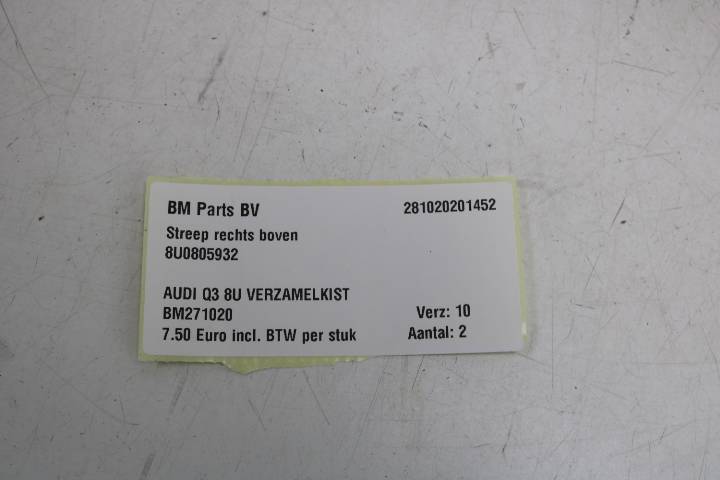 BM Parts BV 281020201452
Streep rechts boven
8U0805932
AUDI Q3 8U VERZAMELKIST
BM271020 Verz: 10
7.50 Euro incl. BTW per stuk Aantal: 2